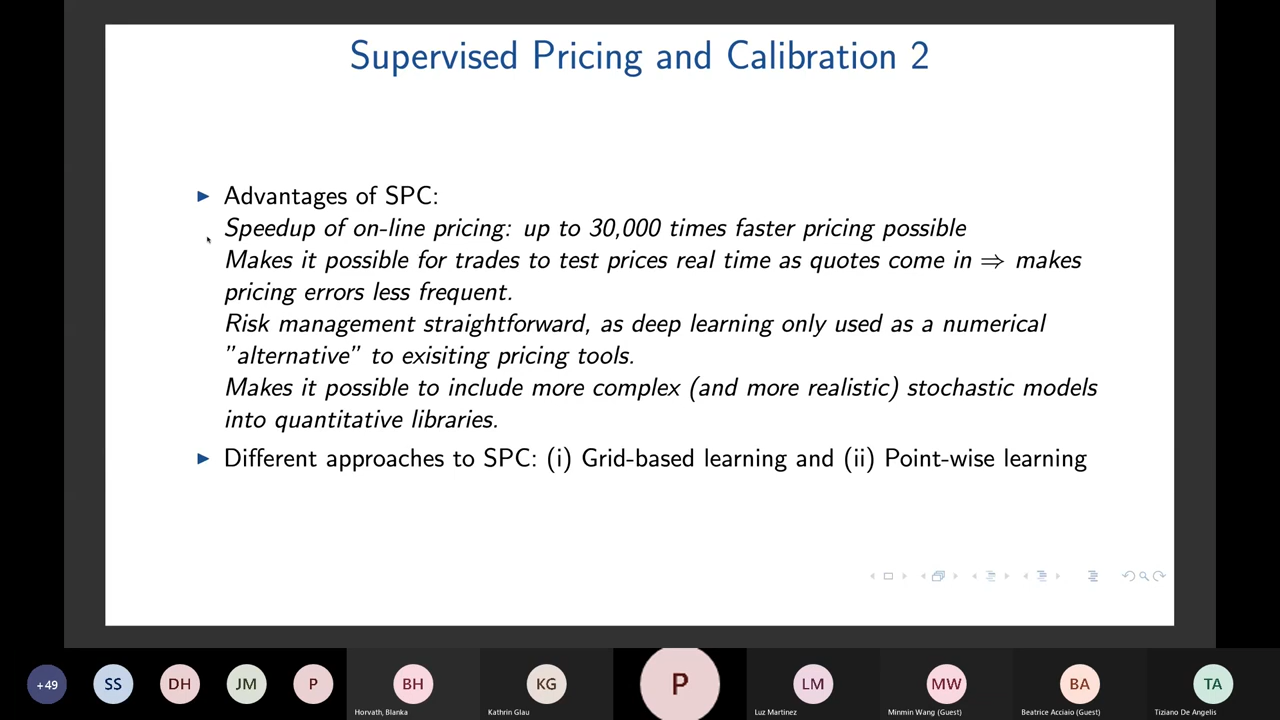 Supervised Pricing and Calibration 2
Advantages of SPC:
Speedup of on-line pricing: up to 30,000 times faster pricing possible
Makes it possible for trades to test prices real time as quotes come in ⇒ makes
pricing errors less frequent.
Risk management straightforward, as deep learning only used as a numerical
”alternative” to exisiting pricing tools.
Makes it possible to include more complex (and more realistic) stochastic models
into quantitative libraries.
Different approaches to SPC: (i) Grid-based learning and (ii) Point-wise learning
+49
SS
DH
JM
P
BH
KG
P
LM
MW
BA
TA
Horvath, Blanka
Kathrin Glau
Luz Martinez
Minmin Wang (Guest)
Beatrice Acciaio (Guest)
Tiziano De Angelis